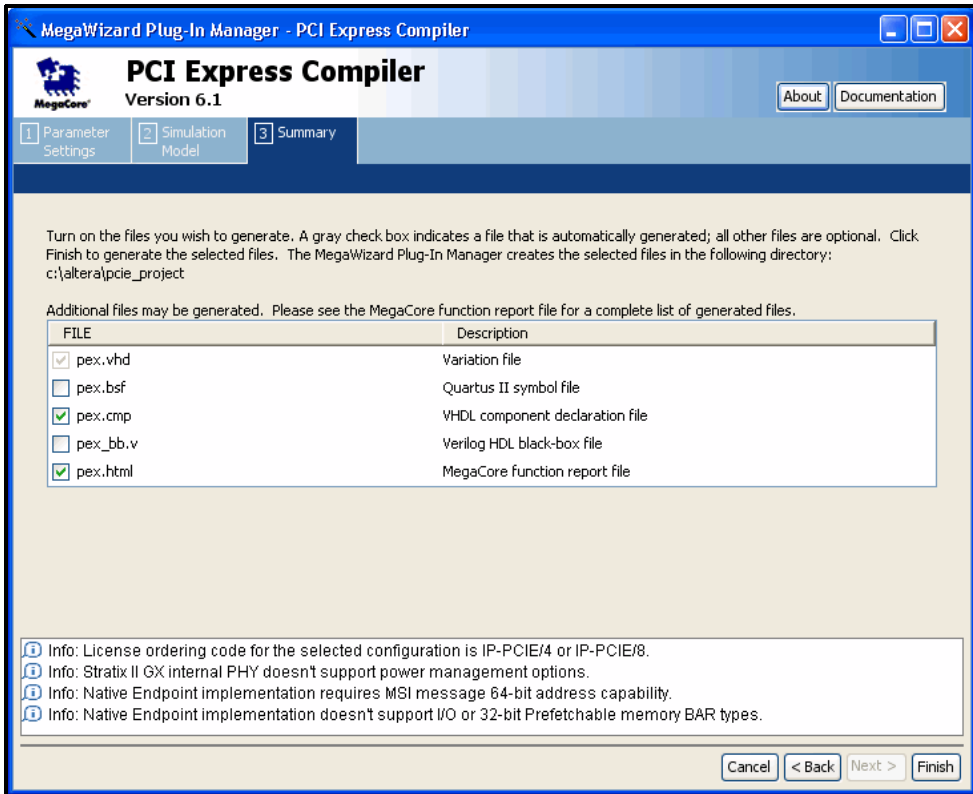 MegaWizard Plug-In Manager - PCI Express Compiler
MegaCore®
PCI Express Compiler
Version 6.1
About
Documentation
1 Parameter Settings
2 Simulation Model
3 Summary
Turn on the files you wish to generate. A gray check box indicates a file that is automatically generated; all other files are optional. Click
Finish to generate the selected files. The MegaWizard Plug-In Manager creates the selected files in the following directory:
c:\altera\pcie_project
Additional files may be generated. Please see the MegaCore function report file for a complete list of generated files.
FILE Description
pex.vhd Variation file
pex.bsf Quartus II symbol file
pex.cmp VHDL component declaration file
pex_bb.v Verilog HDL black-box file
pex.html MegaCore function report file
Info: License ordering code for the selected configuration is IP-PCIE/4 or IP-PCIE/8.
Info: Stratix II GX internal PHY doesn't support power management options.
Info: Native Endpoint implementation requires MSI message 64-bit address capability.
Info: Native Endpoint implementation doesn't support I/O or 32-bit Prefetchable memory BAR types.
Cancel < Back Next > Finish